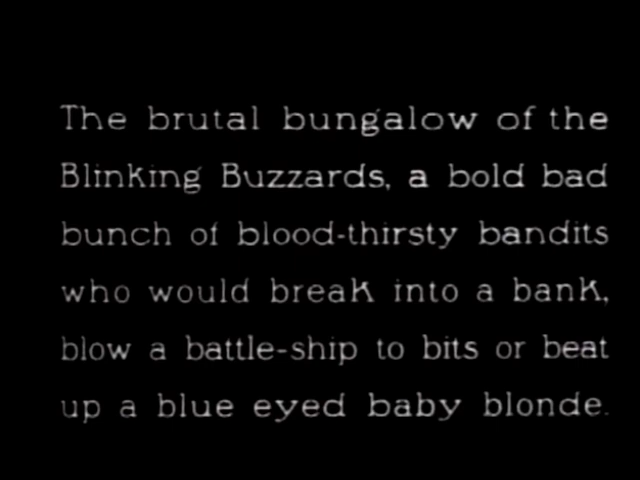 The brutal bungalow of the
Blinking Buzzards, a bold bad
bunch of blood-thirsty bandits
who would break into a bank,
blow a battle-ship to bits or beat
up a blue eyed baby blonde.